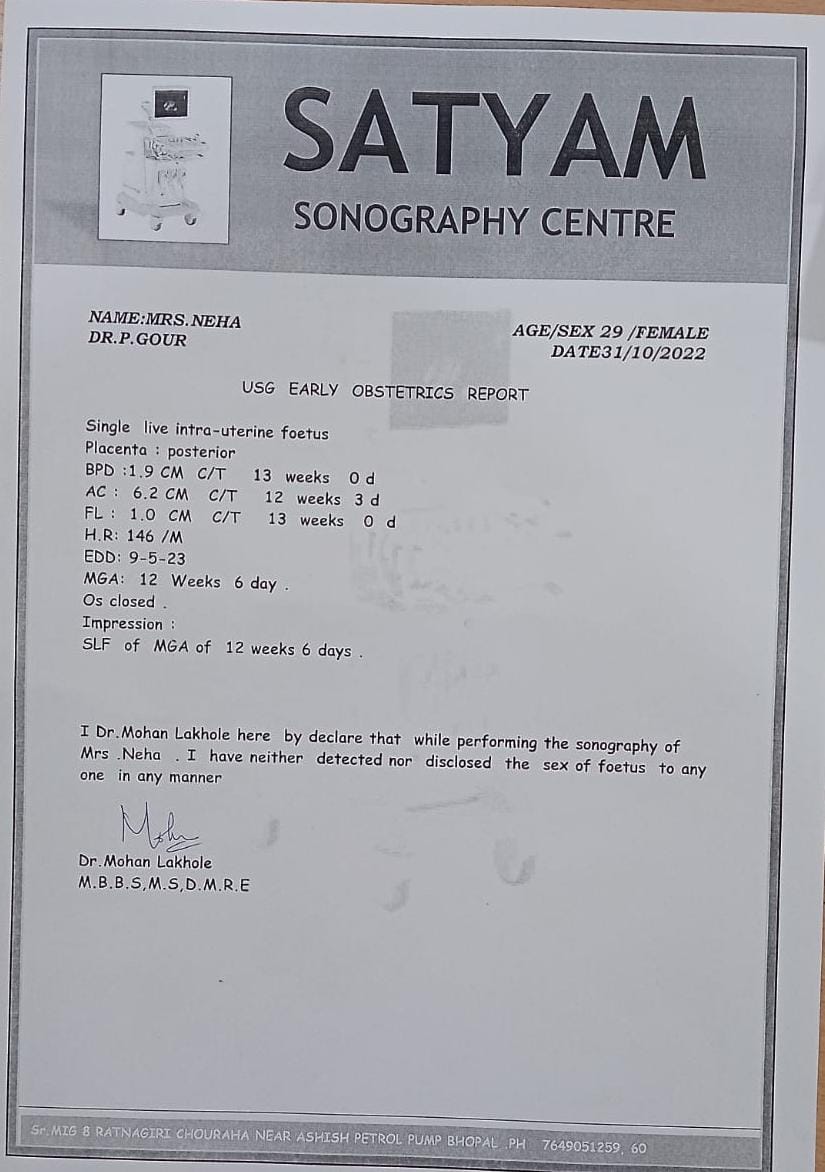 SATYAM
SONOGRAPHY CENTRE
NAME:MRS.NEHA
DR.P.GOUR
AGE/SEX 29 /FEMALE
DATE31/10/2022
USG EARLY OBSTETRICS REPORT
Single live intra-uterine foetus
Placenta : posterior
BPD :1.9 CM C/T 13 weeks 0 d
AC : 6.2 CM C/T 12 weeks 3 d
FL : 1.0 CM C/T 13 weeks 0 d
H.R: 146 /M
EDD: 9-5-23
MGA: 12 Weeks 6 day .
Os closed .
Impression :
SLF of MGA of 12 weeks 6 days .
I Dr.Mohan Lakhole here by declare that while performing the sonography of
Mrs .Neha . I have neither detected nor disclosed the sex of foetus to any
one in any manner
Dr.Mohan Lakhole
M.B.B.S,M.S,D.M.R.E
Sr.MIG 8 RATNAGIRI CHOURAHA NEAR ASHISH PETROL PUMP BHOPAL .PH 7649051259, 60